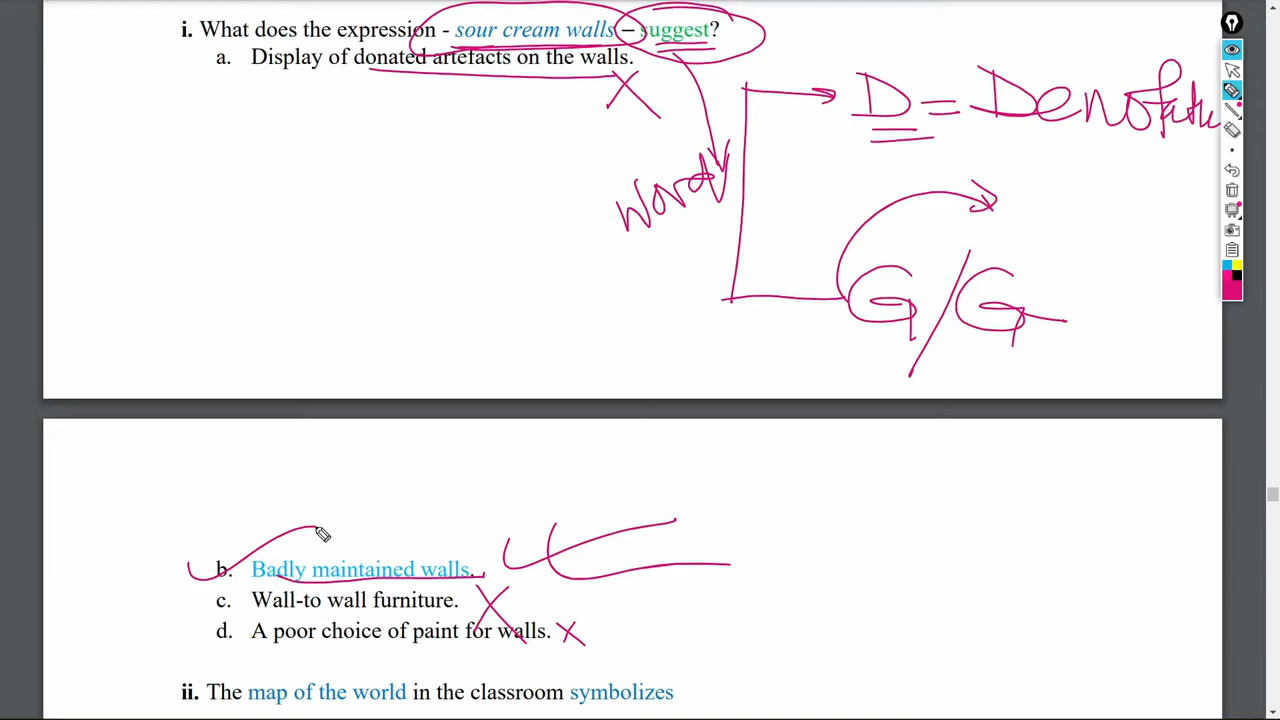 i. What does the expression - sour cream walls – suggest?
a. Display of donated artefacts on the walls.
D = Denotation
Word
G/G
b. Badly maintained walls.
c. Wall-to wall furniture.
d. A poor choice of paint for walls.
ii. The map of the world in the classroom symbolizes